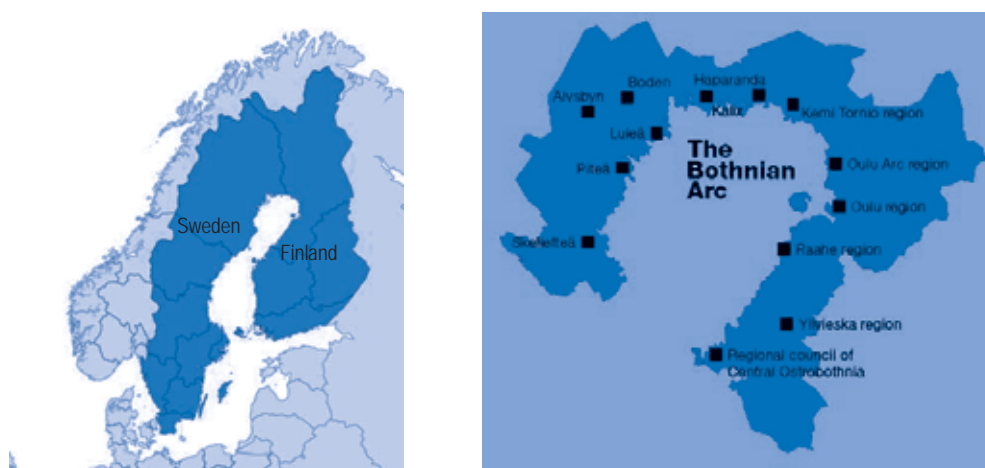 Sweden
Finland
Boden
Haparanda
Älvsbyn
Kalix
Kemi Tornio region
Luleå
The
Bothnian
Arc
Piteå
Oulu Arc region
Oulu region
Skellefteå
Raahe region
Ylivieska region
Regional council of
Central Ostrobothnia